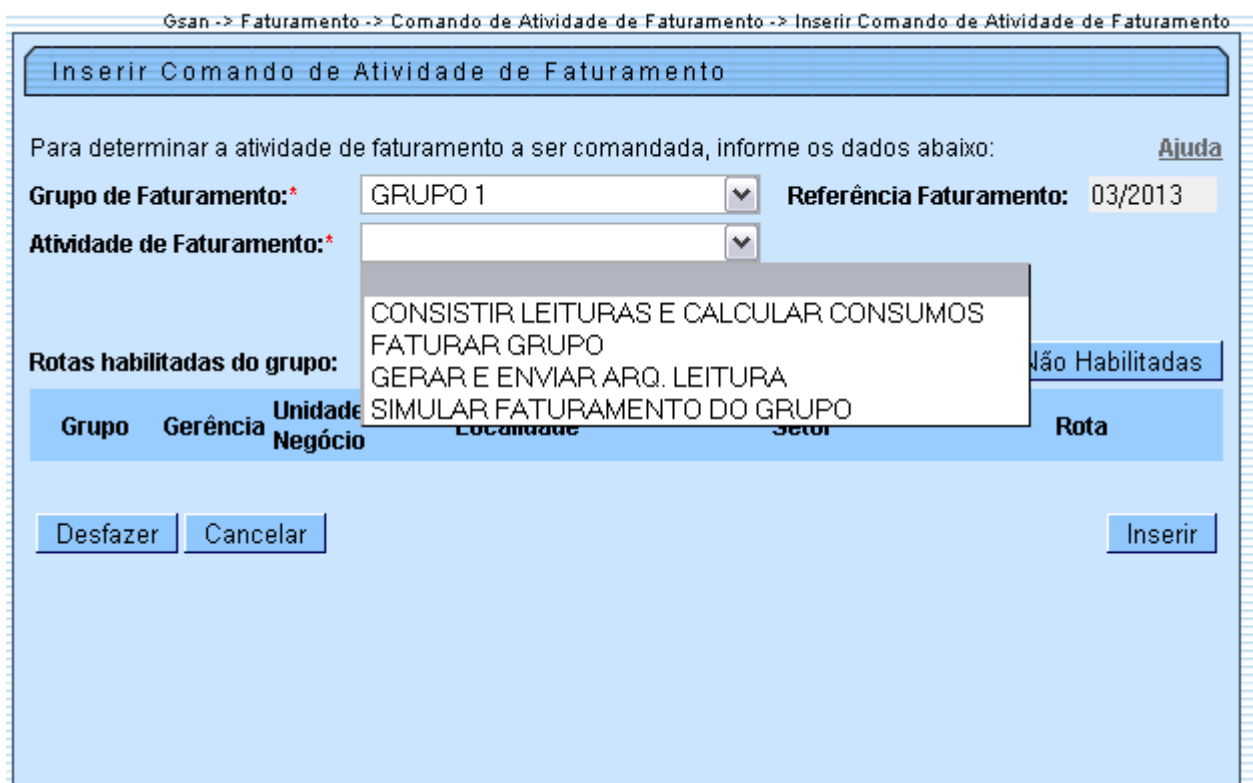 Gsan -> Faturamento -> Comando de Atividade de Faturamento -> Inserir Comando de Atividade de Faturamento
Inserir Comando de Atividade de Faturamento
Para determinar a atividade de faturamento a ser comandada, informe os dados abaixo: Ajuda
Grupo de Faturamento:* GRUPO 1 Referência Faturamento: 03/2013
Atividade de Faturamento:*
CONSISTIR LEITURAS E CALCULAR CONSUMOS
FATURAR GRUPO
Rotas habilitadas do grupo: Não Habilitadas
GERAR E ENVIAR ARQ. LEITURA
SIMULAR FATURAMENTO DO GRUPO
Grupo Gerência Unidade Negócio Localidade Setor Rota
Desfazer Cancelar Inserir